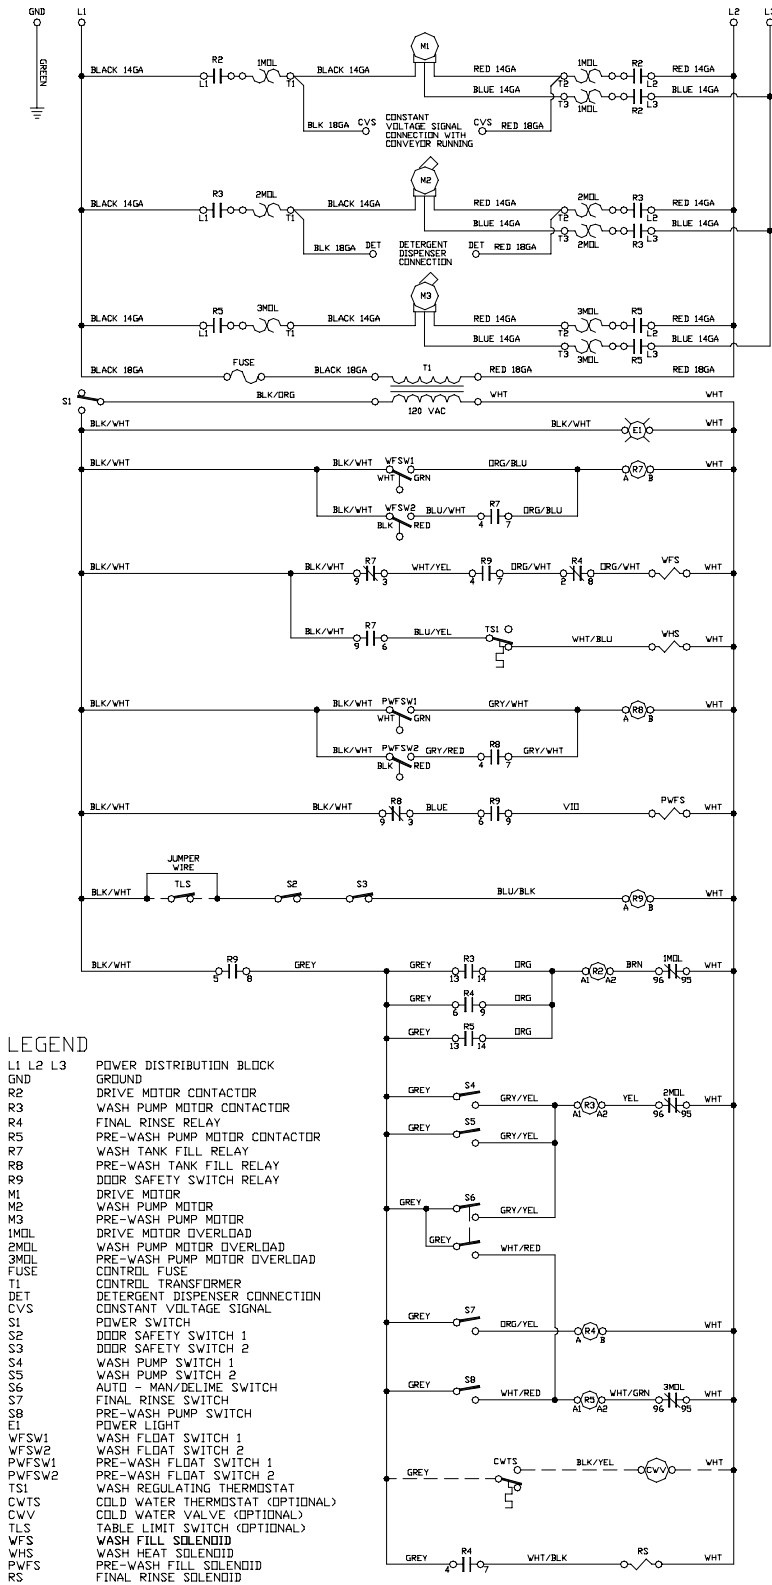 GND L1 L2 L3
GREEN
M1
BLACK 14GA R2 1MOL BLACK 14GA RED 14GA 1MOL R2 RED 14GA
L1 T1 T2 L2
BLUE 14GA BLUE 14GA
T3 1MOL R2 L3
BLK 18GA CVS CONSTANT VOLTAGE SIGNAL CONNECTION WITH CONVEYOR RUNNING CVS RED 18GA
M2
BLACK 14GA R3 2MOL BLACK 14GA RED 14GA 2MOL R3 RED 14GA
L1 T1 T2 L2
BLUE 14GA BLUE 14GA
T3 2MOL R3 L3
BLK 18GA DET DETERGENT DISPENSER CONNECTION DET RED 18GA
M3
BLACK 14GA R5 3MOL BLACK 14GA RED 14GA 3MOL R5 RED 14GA
L1 T1 T2 L2
BLUE 14GA BLUE 14GA
T3 3MOL R5 L3
BLACK 18GA FUSE BLACK 18GA T1 RED 18GA RED 18GA
S1 BLK/ORG 120 VAC WHT WHT
BLK/WHT BLK/WHT E1 WHT
BLK/WHT BLK/WHT WFSW1 ORG/BLU R7 WHT
WHT GRN A B
BLK/WHT WFSW2 BLU/WHT R7 ORG/BLU
BLK RED 4 7
BLK/WHT BLK/WHT R7 WHT/YEL R9 ORG/WHT R4 ORG/WHT WFS WHT
9 3 4 7 2 8
BLK/WHT R7 BLU/YEL TS1 WHT/BLU WHS WHT
9 6
BLK/WHT BLK/WHT PWFSW1 GRY/WHT R8 WHT
WHT GRN A B
BLK/WHT PWFSW2 GRY/RED R8 GRY/WHT
BLK RED 4 7
BLK/WHT BLK/WHT R8 BLUE R9 VIO PWFS WHT
9 3 6 9
JUMPER WIRE
BLK/WHT TLS S2 S3 BLU/BLK R9 WHT
A B
BLK/WHT R9 GREY GREY R3 ORG R2 BRN 1MOL WHT
5 8 13 14 A1 A2 96 95
GREY R4 ORG
6 9
GREY R5 ORG
13 14
GREY S4 GRY/YEL R3 YEL 2MOL WHT
A1 A2 96 95
GREY S5 GRY/YEL
GREY S6 GRY/YEL
GREY WHT/RED
GREY S7 ORG/YEL R4 WHT
A B
GREY S8 WHT/RED R5 WHT/GRN 3MOL WHT
A1 A2 96 95
GREY CWTS BLK/YEL CWV WHT
GREY R4 WHT/BLK RS WHT
4 7
LEGEND
L1 L2 L3 POWER DISTRIBUTION BLOCK
GND GROUND
R2 DRIVE MOTOR CONTACTOR
R3 WASH PUMP MOTOR CONTACTOR
R4 FINAL RINSE RELAY
R5 PRE-WASH PUMP MOTOR CONTACTOR
R7 WASH TANK FILL RELAY
R8 PRE-WASH TANK FILL RELAY
R9 DOOR SAFETY SWITCH RELAY
M1 DRIVE MOTOR
M2 WASH PUMP MOTOR
M3 PRE-WASH PUMP MOTOR
1MOL DRIVE MOTOR OVERLOAD
2MOL WASH PUMP MOTOR OVERLOAD
3MOL PRE-WASH PUMP MOTOR OVERLOAD
FUSE CONTROL FUSE
T1 CONTROL TRANSFORMER
DET DETERGENT DISPENSER CONNECTION
CVS CONSTANT VOLTAGE SIGNAL
S1 POWER SWITCH
S2 DOOR SAFETY SWITCH 1
S3 DOOR SAFETY SWITCH 2
S4 WASH PUMP SWITCH 1
S5 WASH PUMP SWITCH 2
S6 AUTO - MAN/DELIME SWITCH
S7 FINAL RINSE SWITCH
S8 PRE-WASH PUMP SWITCH
E1 POWER LIGHT
WFSW1 WASH FLOAT SWITCH 1
WFSW2 WASH FLOAT SWITCH 2
PWFSW1 PRE-WASH FLOAT SWITCH 1
PWFSW2 PRE-WASH FLOAT SWITCH 2
TS1 WASH REGULATING THERMOSTAT
CWTS COLD WATER THERMOSTAT (OPTIONAL)
CWV COLD WATER VALVE (OPTIONAL)
TLS TABLE LIMIT SWITCH (OPTIONAL)
WFS WASH FILL SOLENOID
WHS WASH HEAT SOLENOID
PWFS PRE-WASH FILL SOLENOID
RS FINAL RINSE SOLENOID